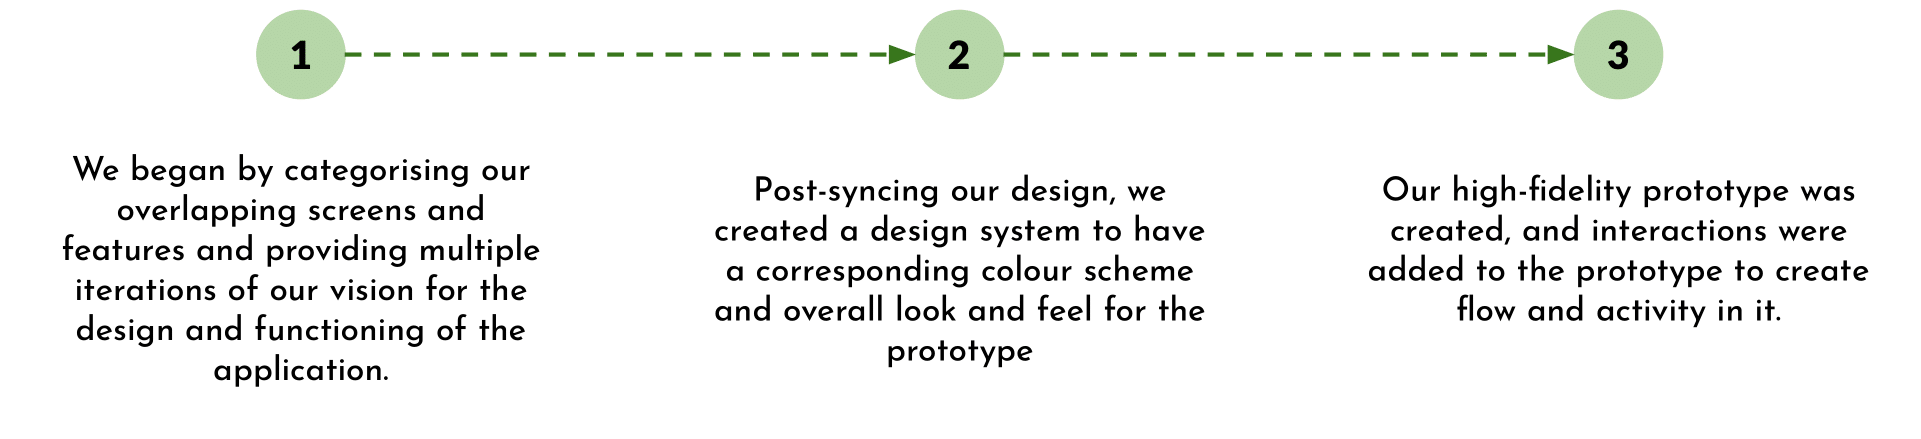 1
2
3
We began by categorising our
overlapping screens and
features and providing multiple
iterations of our vision for the
design and functioning of the
application.
Post-syncing our design, we
created a design system to have
a corresponding colour scheme
and overall look and feel for the
prototype
Our high-fidelity prototype was
created, and interactions were
added to the prototype to create
flow and activity in it.